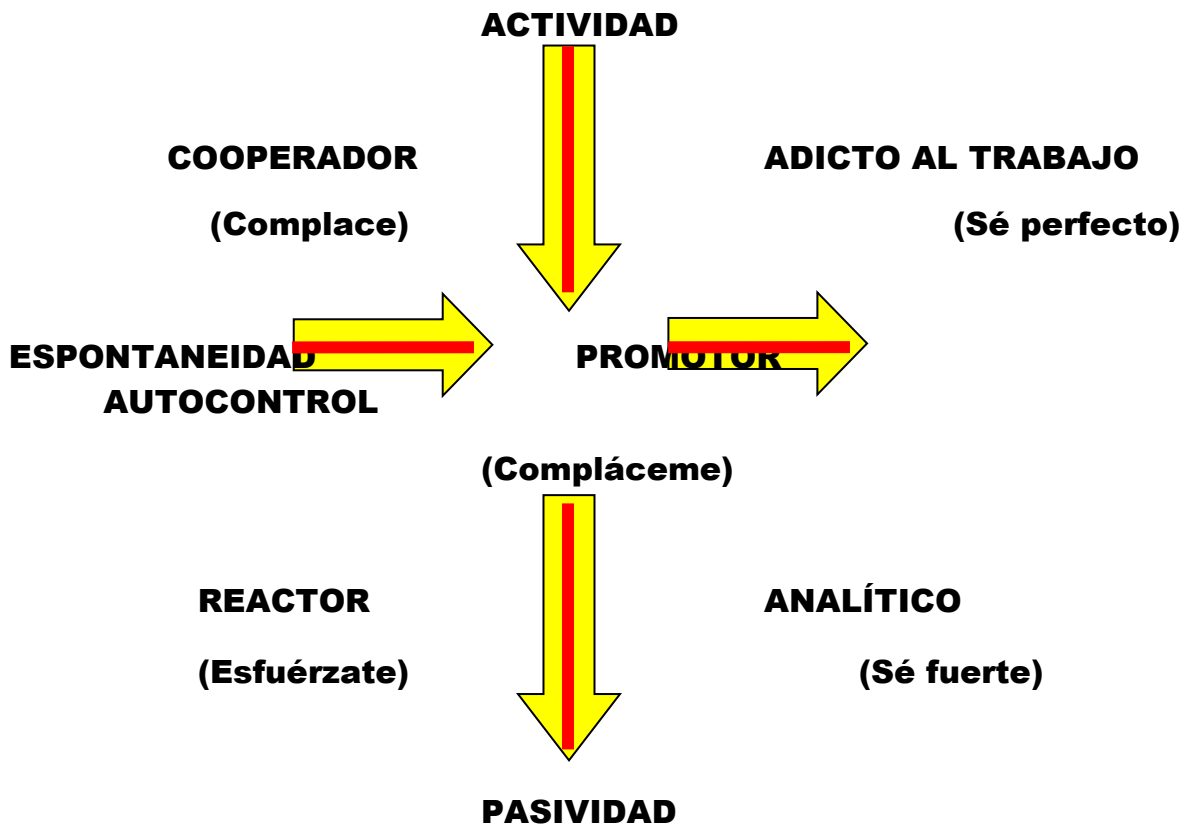 ACTIVIDAD
COOPERADOR ADICTO AL TRABAJO
(Complace) (Sé perfecto)
ESPONTANEIDAD PROMOTOR
AUTOCONTROL
(Compláceme)
REACTOR ANALÍTICO
(Esfuérzate) (Sé fuerte)
PASIVIDAD